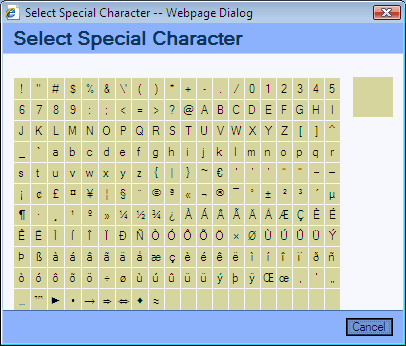 Select Special Character -- Webpage Dialog
Select Special Character
! " # $ % & \' ( ) * + - . / 0 1 2 3 4 5
6 7 8 9 : ; < = > ? @ A B C D E F G H I
J K L M N O P Q R S T U V W X Y Z [ ] ^
_ ` a b c d e f g h i j k l m n o p q r
s t u v w x y z { | } ~ € ‘ ’ ’ “ ” – —
¡ ¢ £ ¤ ¥ ¦ § ¨ © ª « ¬ ® ¯ ° ± ² ³ ´ µ
¶ · ¸ ¹ º » ¼ ½ ¾ ¿ À Á Â Ã Ä Å Æ Ç È É
Ê Ë Ì Í Î Ï Ð Ñ Ò Ó Ô Õ Ö × Ø Ù Ú Û Ü Ý
Þ ß à á â ã ä å æ ç è é ê ë ì í î ï ð ñ
ò ó ô õ ö ÷ ø ù ú û ü ü ý þ ÿ Œ œ ‚ ‛ „
… ™ ► • → ⇒ ⇔ ♦ ≈
Cancel